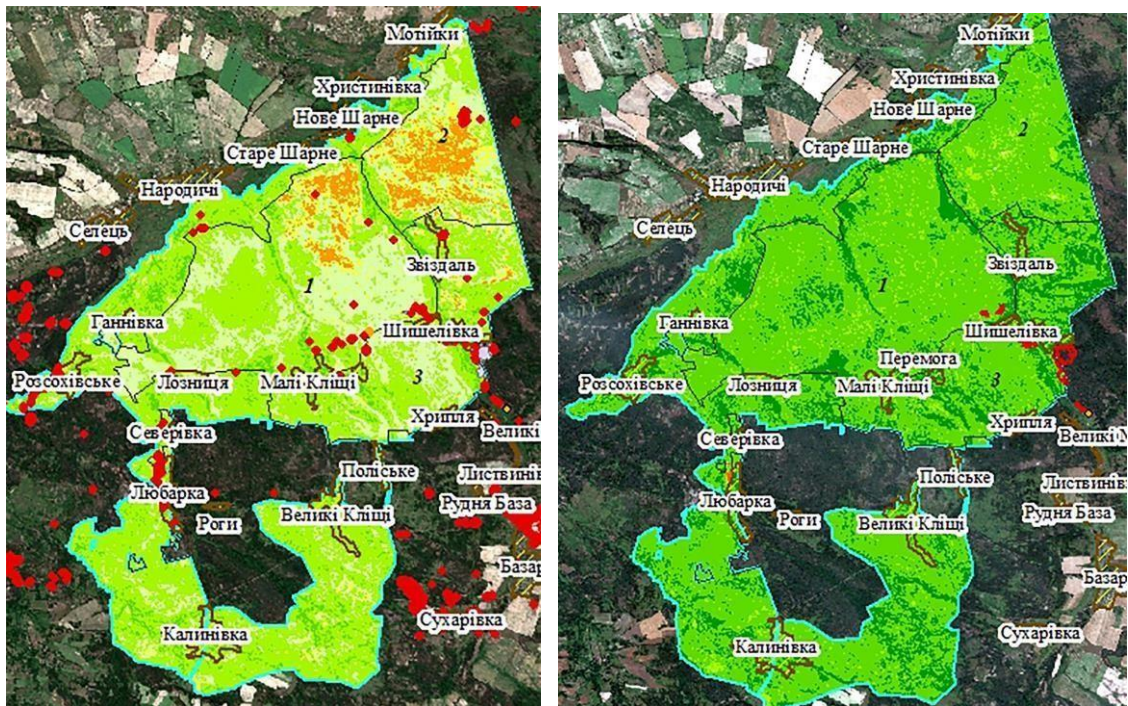 Мотійки
Христинівка
Нове Шарне
2
Старе Шарне
Народичі
Селець
Звіздаль
1
Ганнівка
Шишелівка
Розсохівське
Лозниця
Малі Кліщі
3
Хрипля
Северівка
Великі
Поліське
Листвинів
Любарка
Рудня База
Роги
Великі Кліщі
Базар
Сухарівка
Калинівка
Мотійки
Христинівка
Нове Шарне
2
Старе Шарне
Народичі
Селець
Звіздаль
1
Ганнівка
Шишелівка
Перемога
Розсохівське
Лозниця
Малі Кліщі
3
Хрипля
Северівка
Великі М
Поліське
Листвинів
Любарка
Рудня База
Роги
Великі Кліщі
Базар
Сухарівка
Калинівка